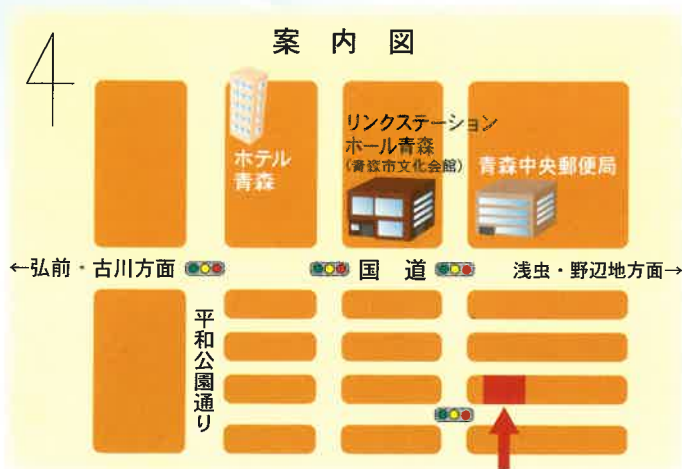 案内図
リンクステーション
ホール青森
(青森市文化会館)
ホテル
青森
青森中央郵便局
←弘前・古川方面
国道
浅虫・野辺地方面→
平和公園通り